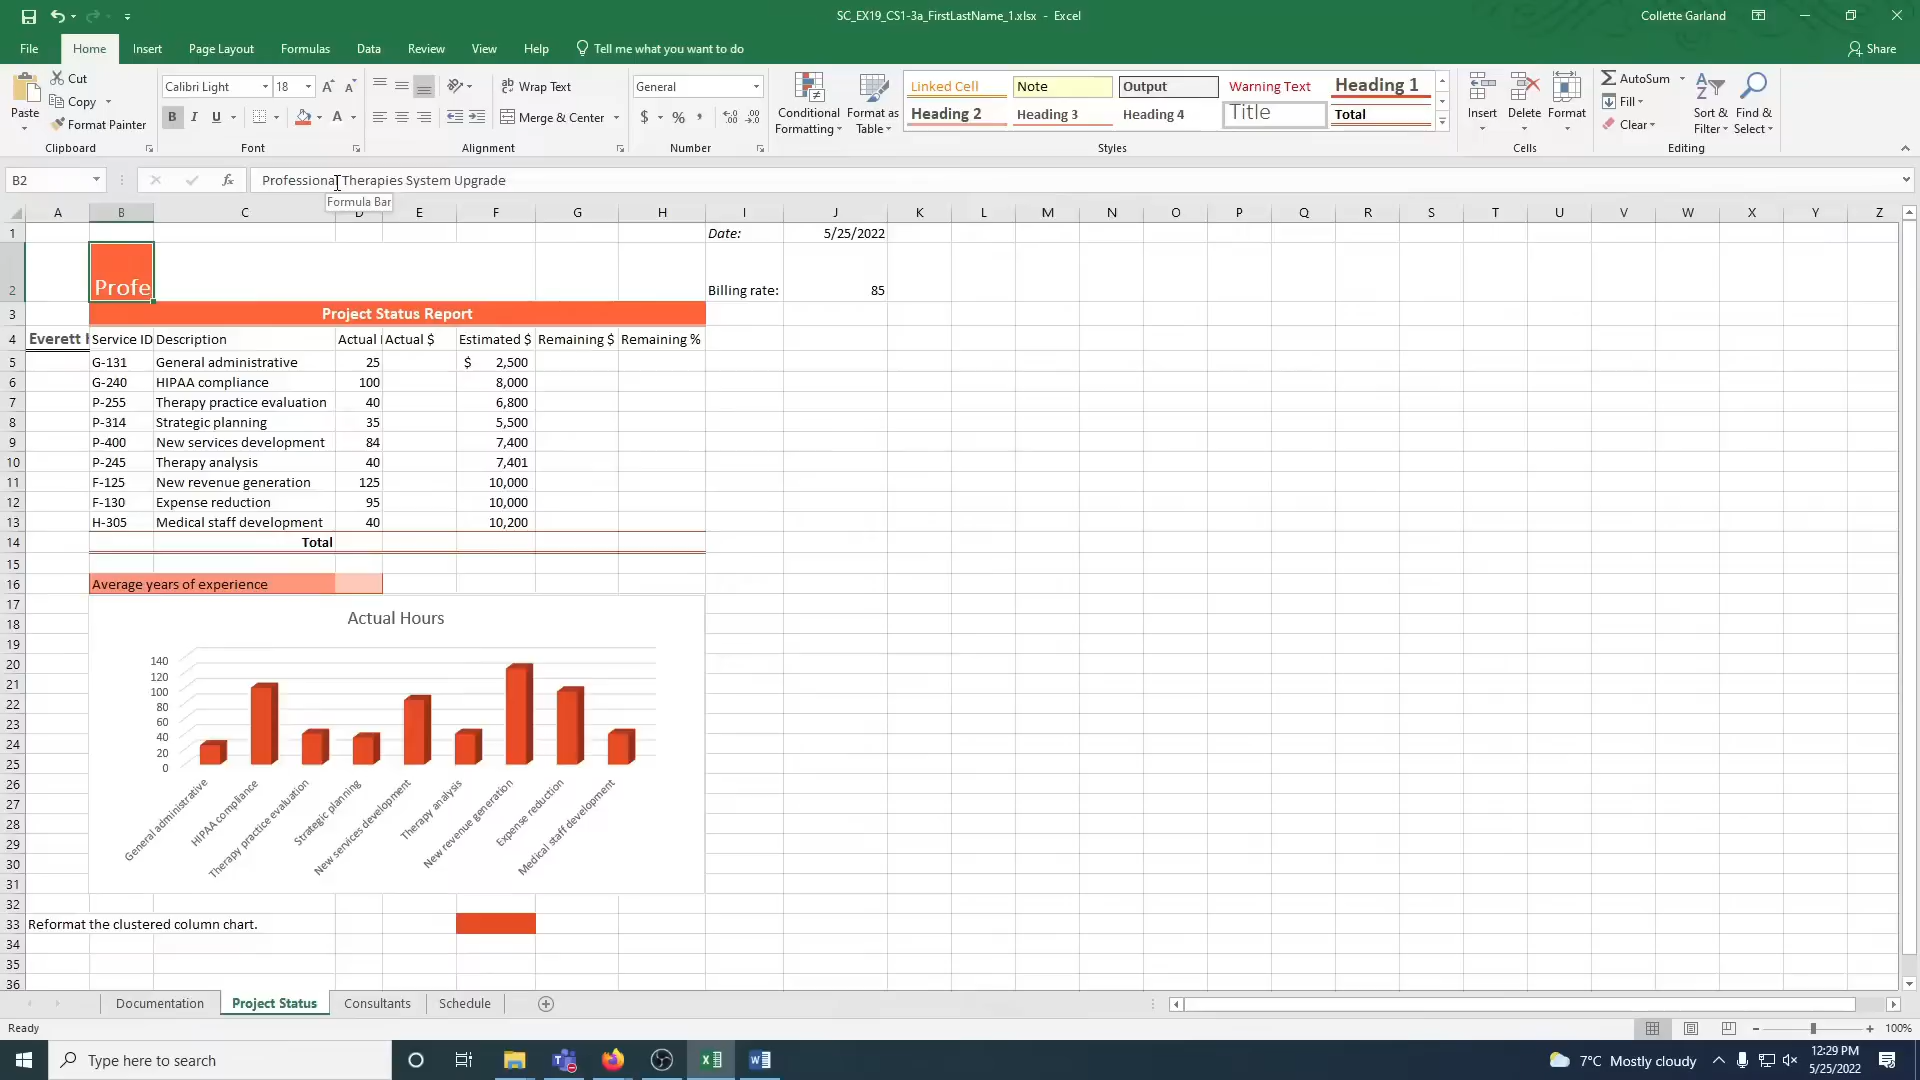 SC_EX19_CS1-3a_FirstLastName_1.xlsx - Excel
Collette Garland
File Home Insert Page Layout Formulas Data Review View Help Tell me what you want to do Share
Cut
Copy
Format Painter
Paste
Clipboard
Calibri Light 18
Font
Wrap Text
Merge & Center
Alignment
General
Number
Conditional Formatting
Format as Table
Linked Cell Note Output Warning Text Heading 1
Heading 2 Heading 3 Heading 4 Title Total
Styles
Insert Delete Format
Cells
AutoSum
Fill
Clear
Sort & Filter
Find & Select
Editing
B2 fx Professional Therapies System Upgrade
Formula Bar
A B C D E F G H I J K L M N O P Q R S T U V W X Y Z
1 Date: 5/25/2022
2 Profe Billing rate: 85
3 Project Status Report
4 Everett Service ID Description Actual Actual $ Estimated $ Remaining $ Remaining %
5 G-131 General administrative 25 $ 2,500
6 G-240 HIPAA compliance 100 8,000
7 P-255 Therapy practice evaluation 40 6,800
8 P-314 Strategic planning 35 5,500
9 P-400 New services development 84 7,400
10 P-245 Therapy analysis 40 7,401
11 F-125 New revenue generation 125 10,000
12 F-130 Expense reduction 95 10,000
13 H-305 Medical staff development 40 10,200
14 Total
15
16 Average years of experience
17
18 Actual Hours
19
20 140
21 120
22 100
23 80
60
24 40
25 20
0
26 General administrative HIPAA compliance Therapy practice evaluation Strategic planning New services development Therapy analysis New revenue generation Expense reduction Medical staff development
27
28
29
30
31
32
33 Reformat the clustered column chart.
34
35
36
Documentation Project Status Consultants Schedule
Ready 100%
Type here to search
7°C Mostly cloudy
12:29 PM
5/25/2022